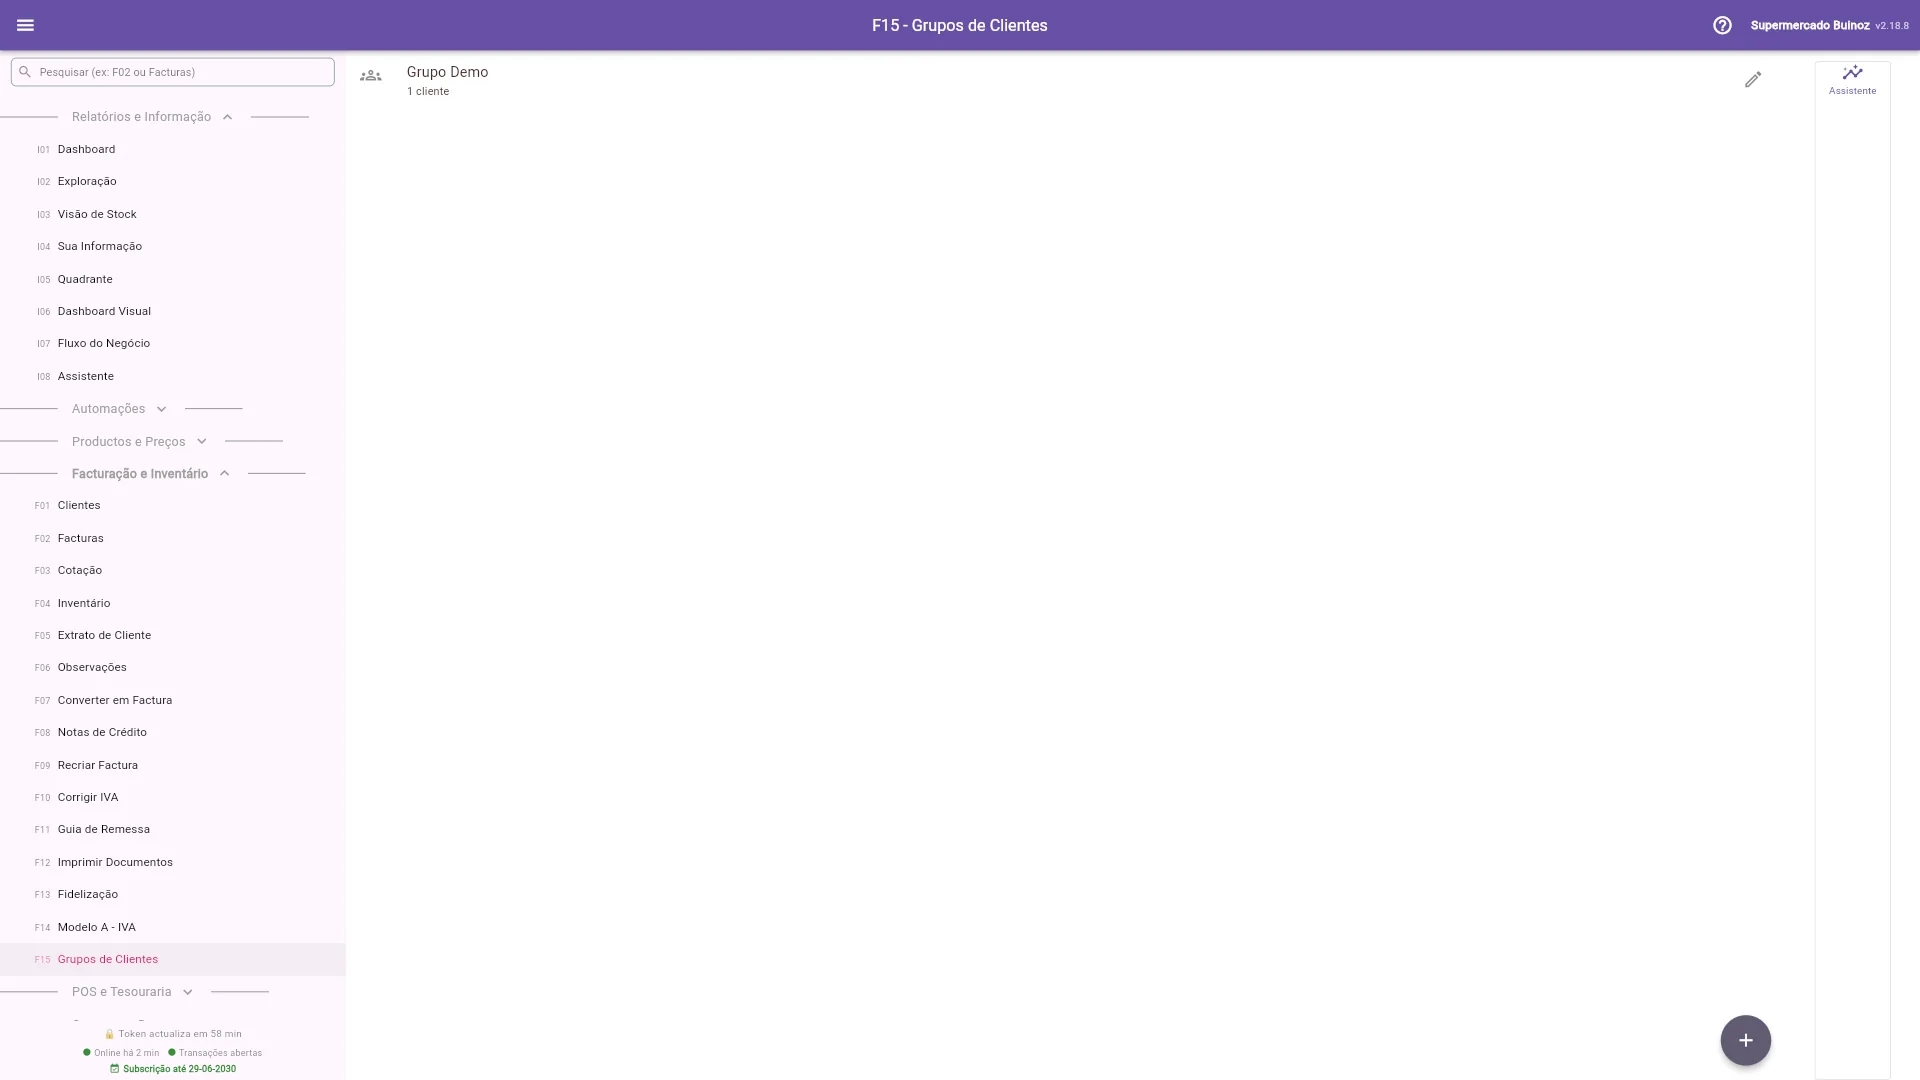 F15 - Grupos de Clientes
Supermercado Buinoz v2.18.8
Pesquisar (ex: F02 ou Facturas)
Relatórios e Informação
I01 Dashboard
I02 Exploração
I03 Visão de Stock
I04 Sua Informação
I05 Quadrante
I06 Dashboard Visual
I07 Fluxo do Negócio
I08 Assistente
Automações
Productos e Preços
Facturação e Inventário
F01 Clientes
F02 Facturas
F03 Cotação
F04 Inventário
F05 Extrato de Cliente
F06 Observações
F07 Converter em Factura
F08 Notas de Crédito
F09 Recriar Factura
F10 Corrigir IVA
F11 Guia de Remessa
F12 Imprimir Documentos
F13 Fidelização
F14 Modelo A - IVA
F15 Grupos de Clientes
POS e Tesouraria
Token actualiza em 58 min
Online há 2 min Transações abertas
Subscrição até 29-06-2030
Grupo Demo
1 cliente
Assistente